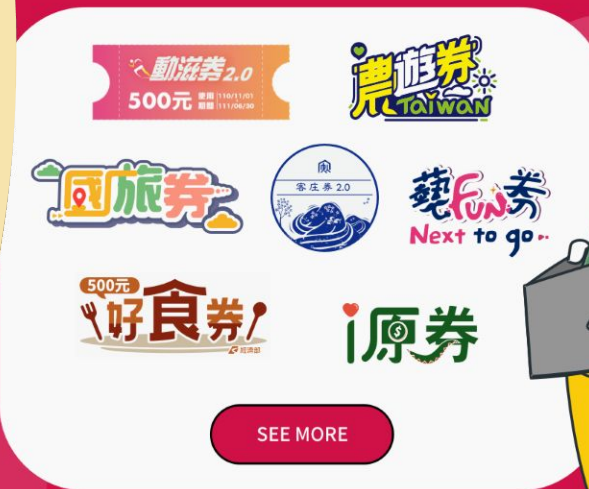 動滋券2.0
500元 使用 110/11/01
期間 111/04/30
農遊券
TAIWAN
國旅券
客庄券 2.0
藝FUN券
Next to go
500元
好食券
經濟部
i原券
SEE MORE